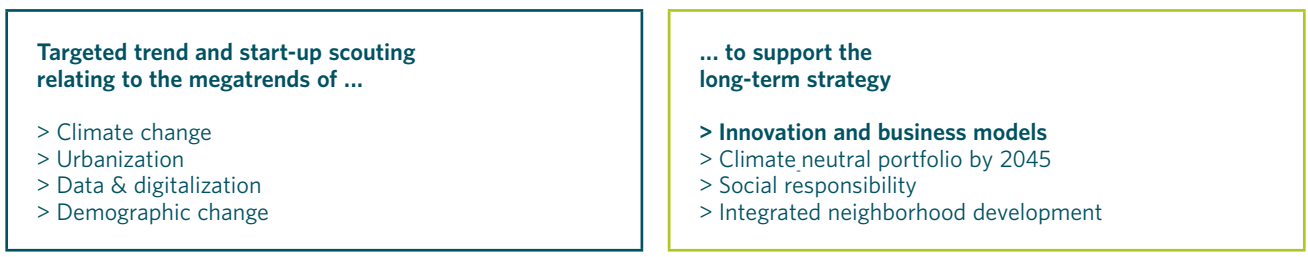 Targeted trend and start-up scouting
relating to the megatrends of ...
> Climate change
> Urbanization
> Data & digitalization
> Demographic change
... to support the
long-term strategy
> Innovation and business models
> Climate neutral portfolio by 2045
> Social responsibility
> Integrated neighborhood development